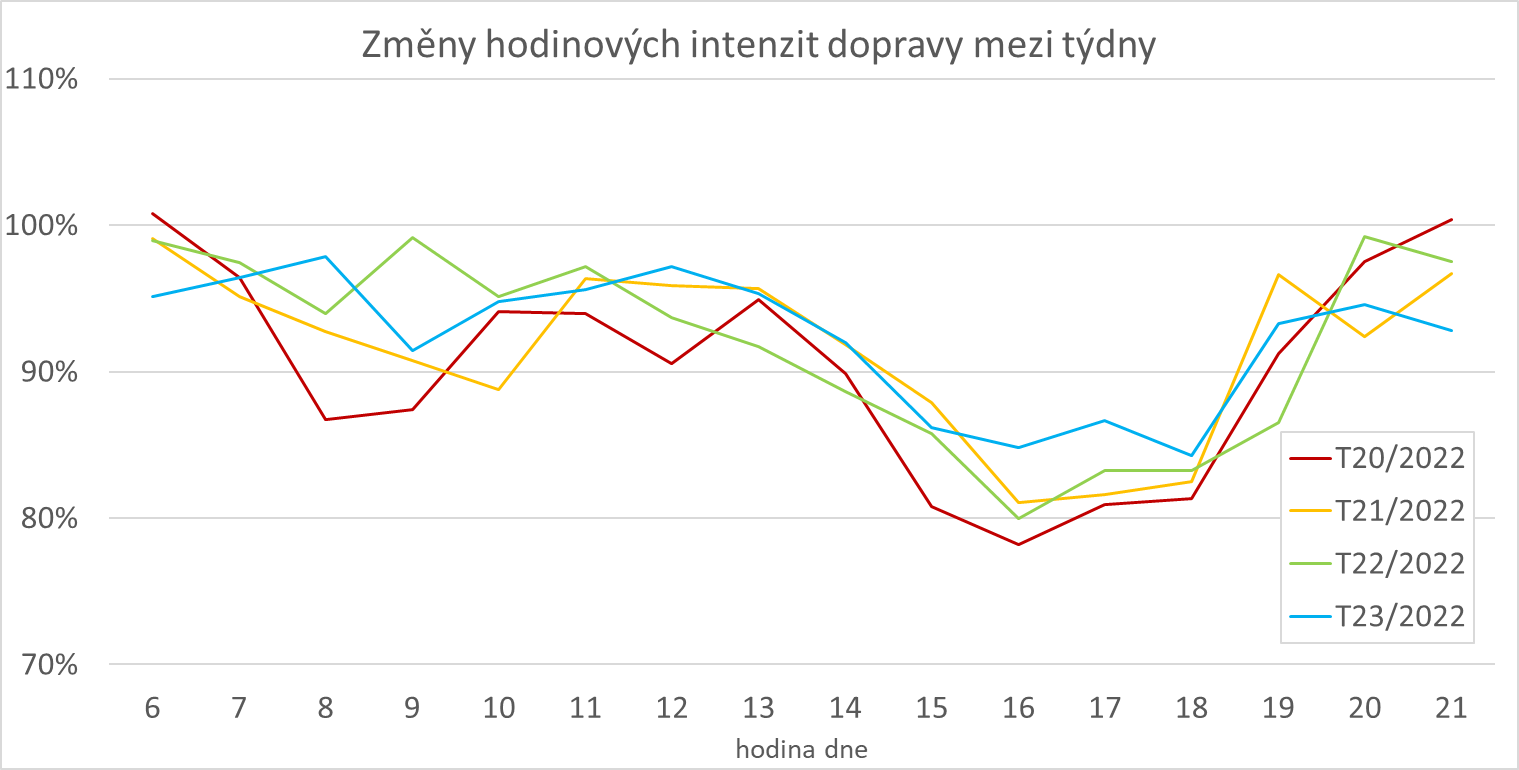 Změny hodinových intenzit dopravy mezi týdny
110%
100%
90%
80%
70%
6 7 8 9 10 11 12 13 14 15 16 17 18 19 20 21
hodina dne
T20/2022
T21/2022
T22/2022
T23/2022